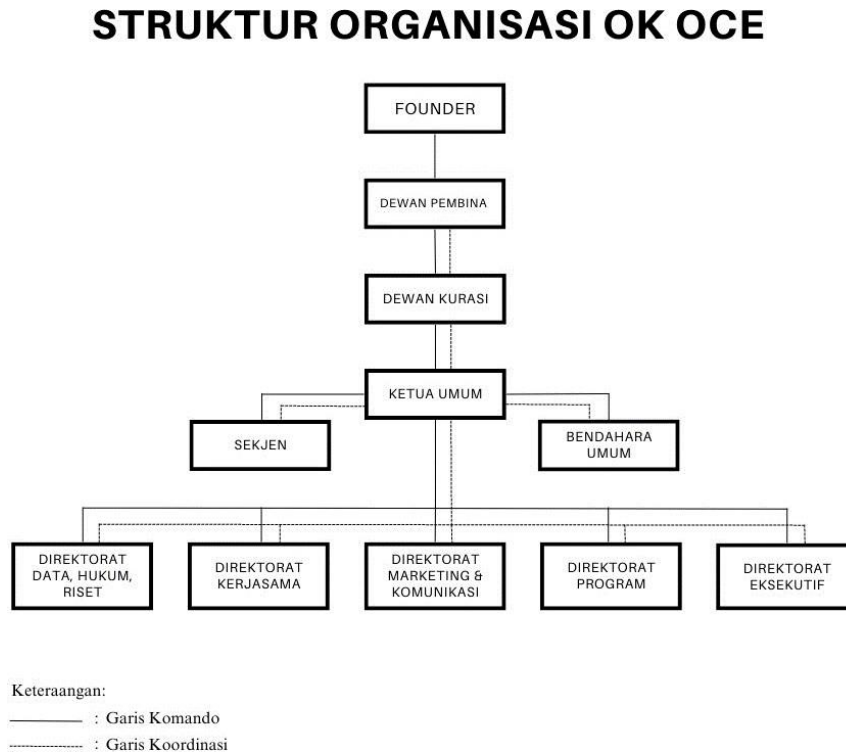 STRUKTUR ORGANISASI OK OCE
FOUNDER
DEWAN PEMBINA
DEWAN KURASI
KETUA UMUM
SEKJEN
BENDAHARA
UMUM
DIREKTORAT
DATA, HUKUM,
RISET
DIREKTORAT
KERJASAMA
DIREKTORAT
MARKETING &
KOMUNIKASI
DIREKTORAT
PROGRAM
DIREKTORAT
EKSEKUTIF
Keteraangan:
: Garis Komando
: Garis Koordinasi